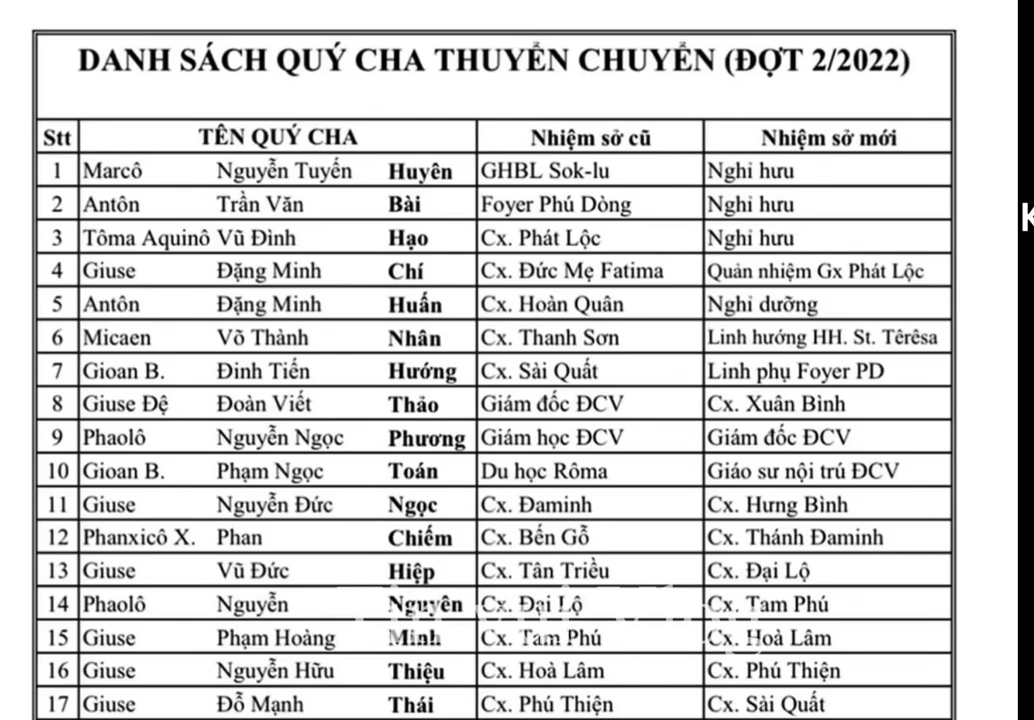 DANH SÁCH QUÝ CHA THUYỂN CHUYỂN (ĐỢT 2/2022)
Stt TÊN QUÝ CHA Nhiệm sở cũ Nhiệm sở mới
1 Marcô Nguyễn Tuyến Huyên GHBL Sok-lu Nghỉ hưu
2 Antôn Trần Văn Bài Foyer Phú Dòng Nghỉ hưu
3 Tôma Aquinô Vũ Đình Hạo Cx. Phát Lộc Nghỉ hưu
4 Giuse Đặng Minh Chí Cx. Đức Mẹ Fatima Quản nhiệm Gx Phát Lộc
5 Antôn Đặng Minh Huấn Cx. Hoàn Quân Nghỉ dưỡng
6 Micaen Võ Thành Nhân Cx. Thanh Sơn Linh hướng HH. St. Têrêsa
7 Gioan B. Đinh Tiến Hướng Cx. Sài Quất Linh phụ Foyer PD
8 Giuse Đệ Đoàn Viết Thảo Giám đốc ĐCV Cx. Xuân Bình
9 Phaolô Nguyễn Ngọc Phương Giám học ĐCV Giám đốc ĐCV
10 Gioan B. Phạm Ngọc Toán Du học Rôma Giáo sư nội trú ĐCV
11 Giuse Nguyễn Đức Ngọc Cx. Đaminh Cx. Hưng Bình
12 Phanxicô X. Phan Chiếm Cx. Bến Gỗ Cx. Thánh Đaminh
13 Giuse Vũ Đức Hiệp Cx. Tân Triều Cx. Đại Lộ
14 Phaolô Nguyễn Nguyên Cx. Đại Lộ Cx. Tam Phú
15 Giuse Phạm Hoàng Minh Cx. Tam Phú Cx. Hoà Lâm
16 Giuse Nguyễn Hữu Thiệu Cx. Hoà Lâm Cx. Phú Thiện
17 Giuse Đỗ Mạnh Thái Cx. Phú Thiện Cx. Sài Quất